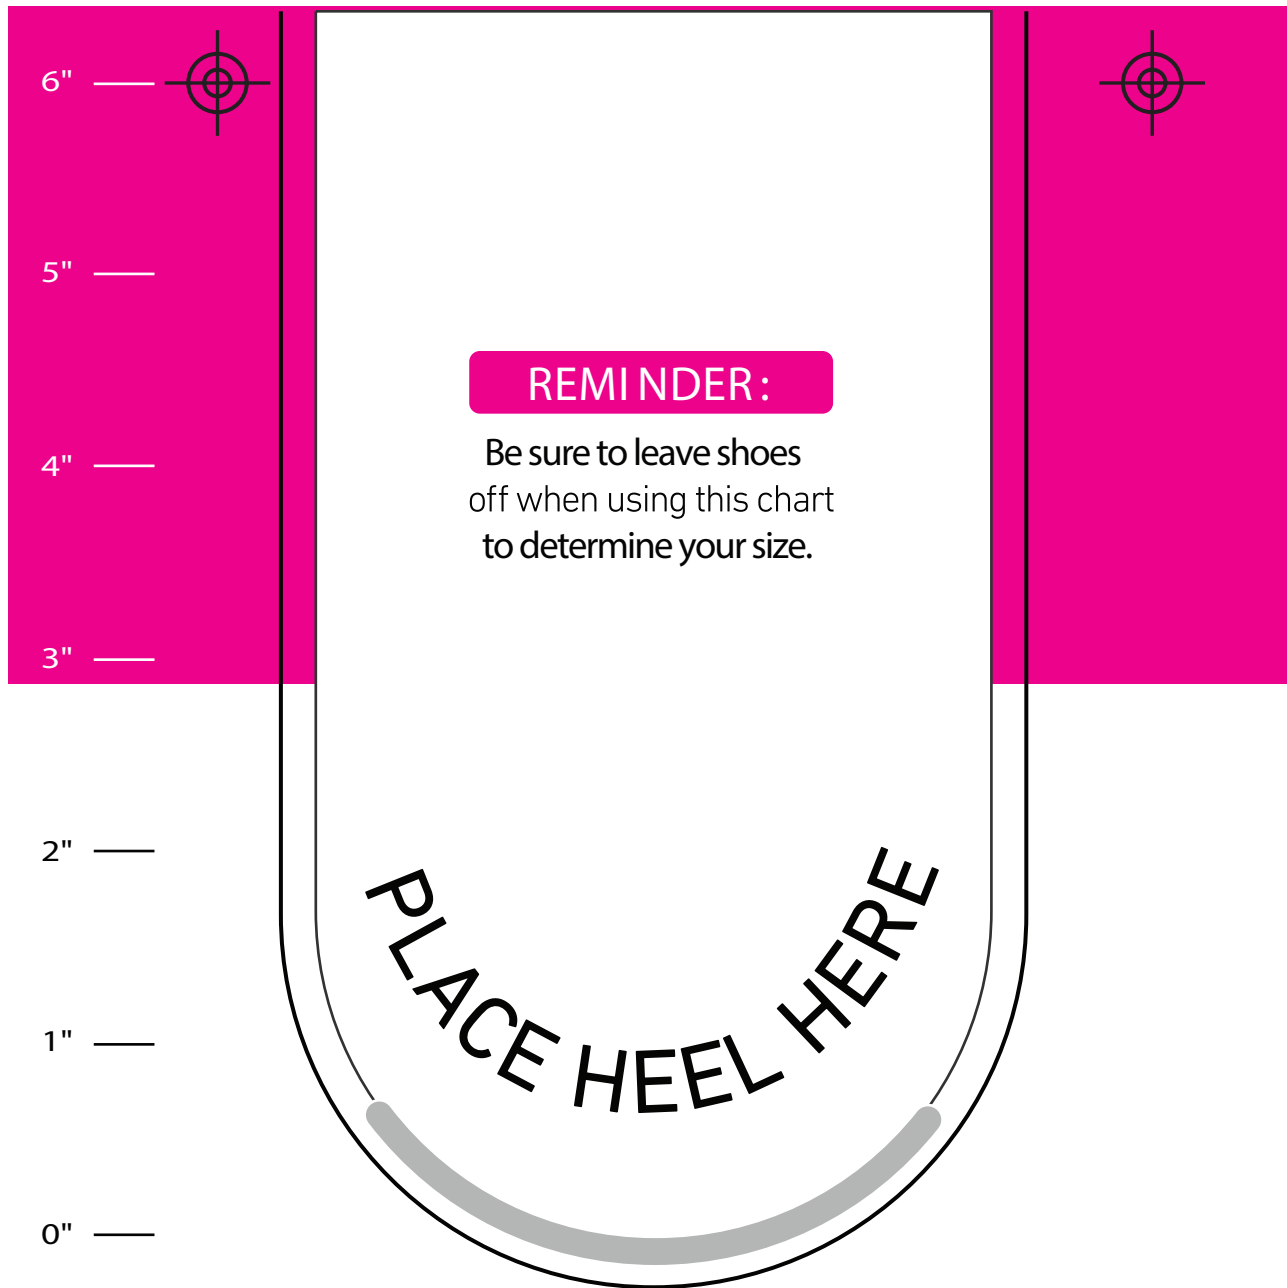 6"
5"
4"
3"
2"
1"
0"
REMINDER:
Be sure to leave shoes
off when using this chart
to determine your size.
PLACE HEEL HERE